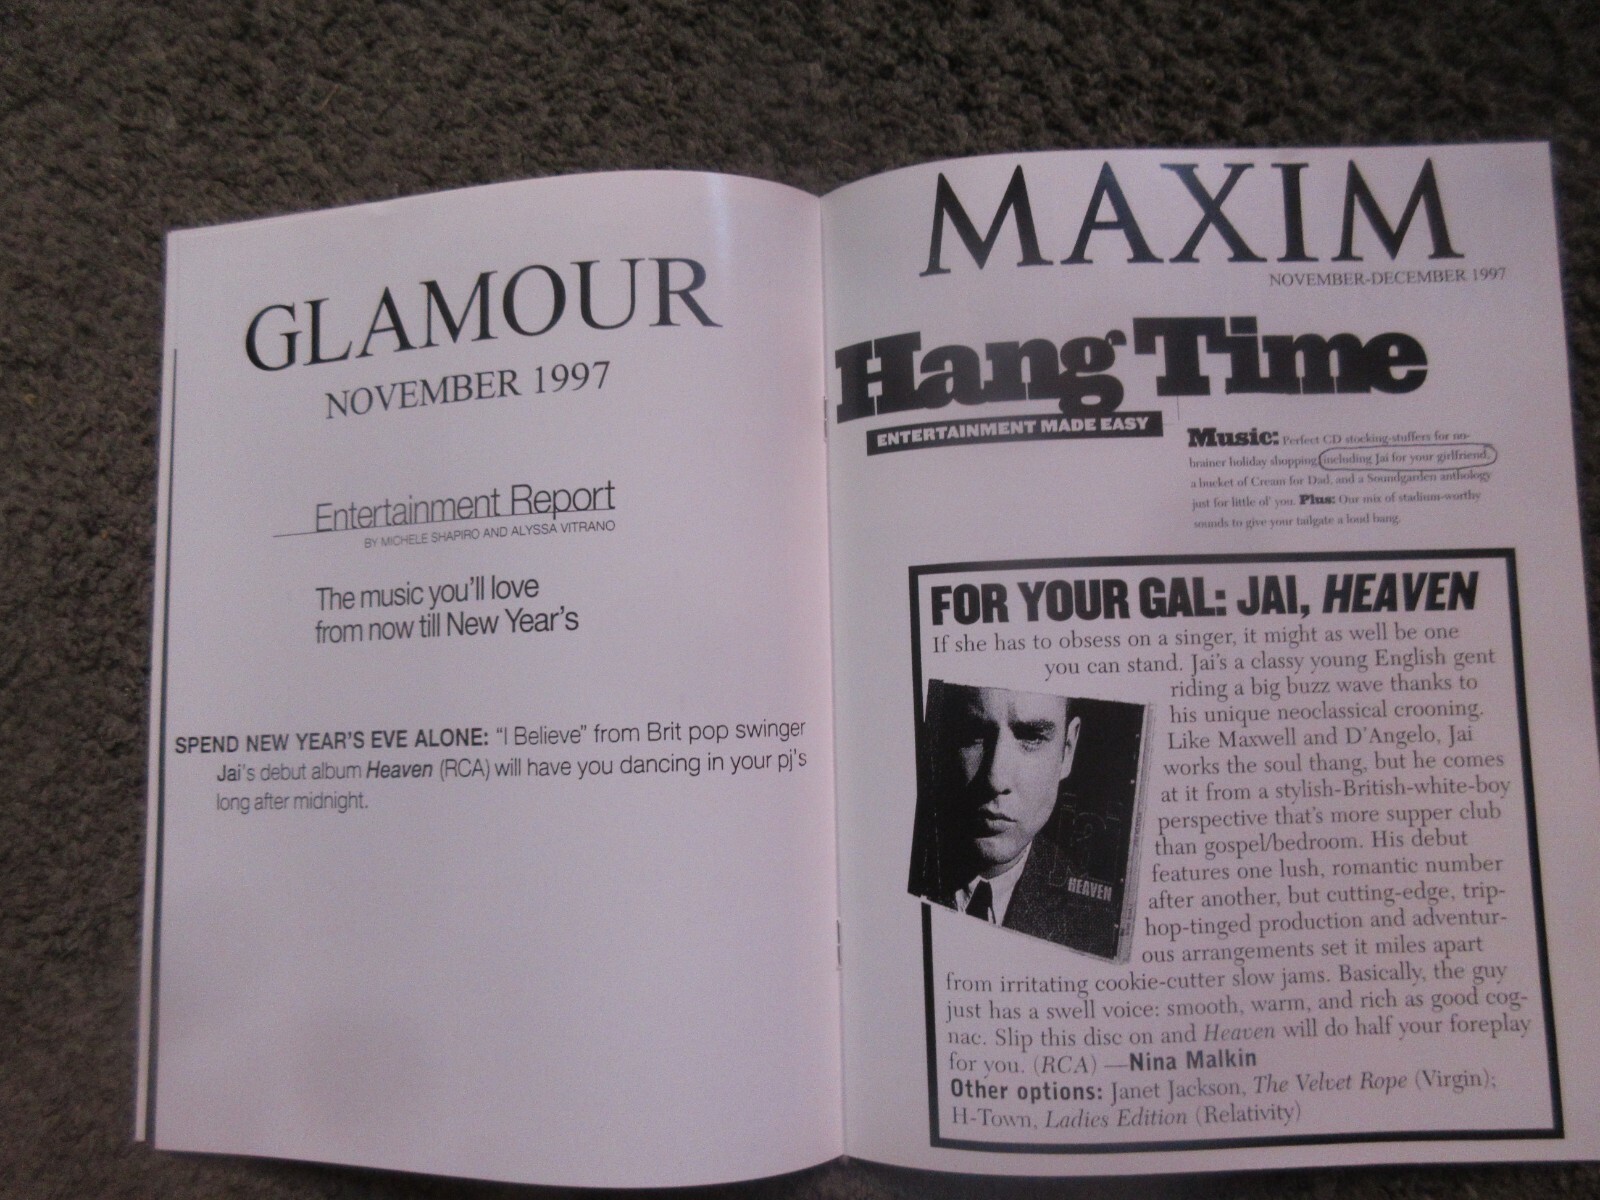 GLAMOUR
NOVEMBER 1997
Entertainment Report
BY MICHELE SHAPIRO AND ALYSSA VITRANO
The music you'll love
from now till New Year's
SPEND NEW YEAR'S EVE ALONE: "I Believe" from Brit pop swinger
Jai's debut album Heaven (RCA) will have you dancing in your pj's
long after midnight.
MAXIM
NOVEMBER-DECEMBER 1997
Hang Time
ENTERTAINMENT MADE EASY
Music: Perfect CD stocking-stuffers for no-
brainer holiday shopping including Jai for your girlfriend,
a bucket of Cream for Dad, and a Soundgarden anthology
just for little ol' you. Plus: Our mix of stadium-worthy
sounds to give your tailgate a loud bang.
FOR YOUR GAL: JAI, HEAVEN
If she has to obsess on a singer, it might as well be one
you can stand. Jai's a classy young English gent
riding a big buzz wave thanks to
his unique neoclassical crooning.
Like Maxwell and D'Angelo, Jai
works the soul thang, but he comes
at it from a stylish-British-white-boy
perspective that's more supper club
than gospel/bedroom. His debut
features one lush, romantic number
after another, but cutting-edge, trip-
hop-tinged production and adventur-
ous arrangements set it miles apart
from irritating cookie-cutter slow jams. Basically, the guy
just has a swell voice: smooth, warm, and rich as good cog-
nac. Slip this disc on and Heaven will do half your foreplay
for you. (RCA) —Nina Malkin
Other options: Janet Jackson, The Velvet Rope (Virgin);
H-Town, Ladies Edition (Relativity)
HEAVEN